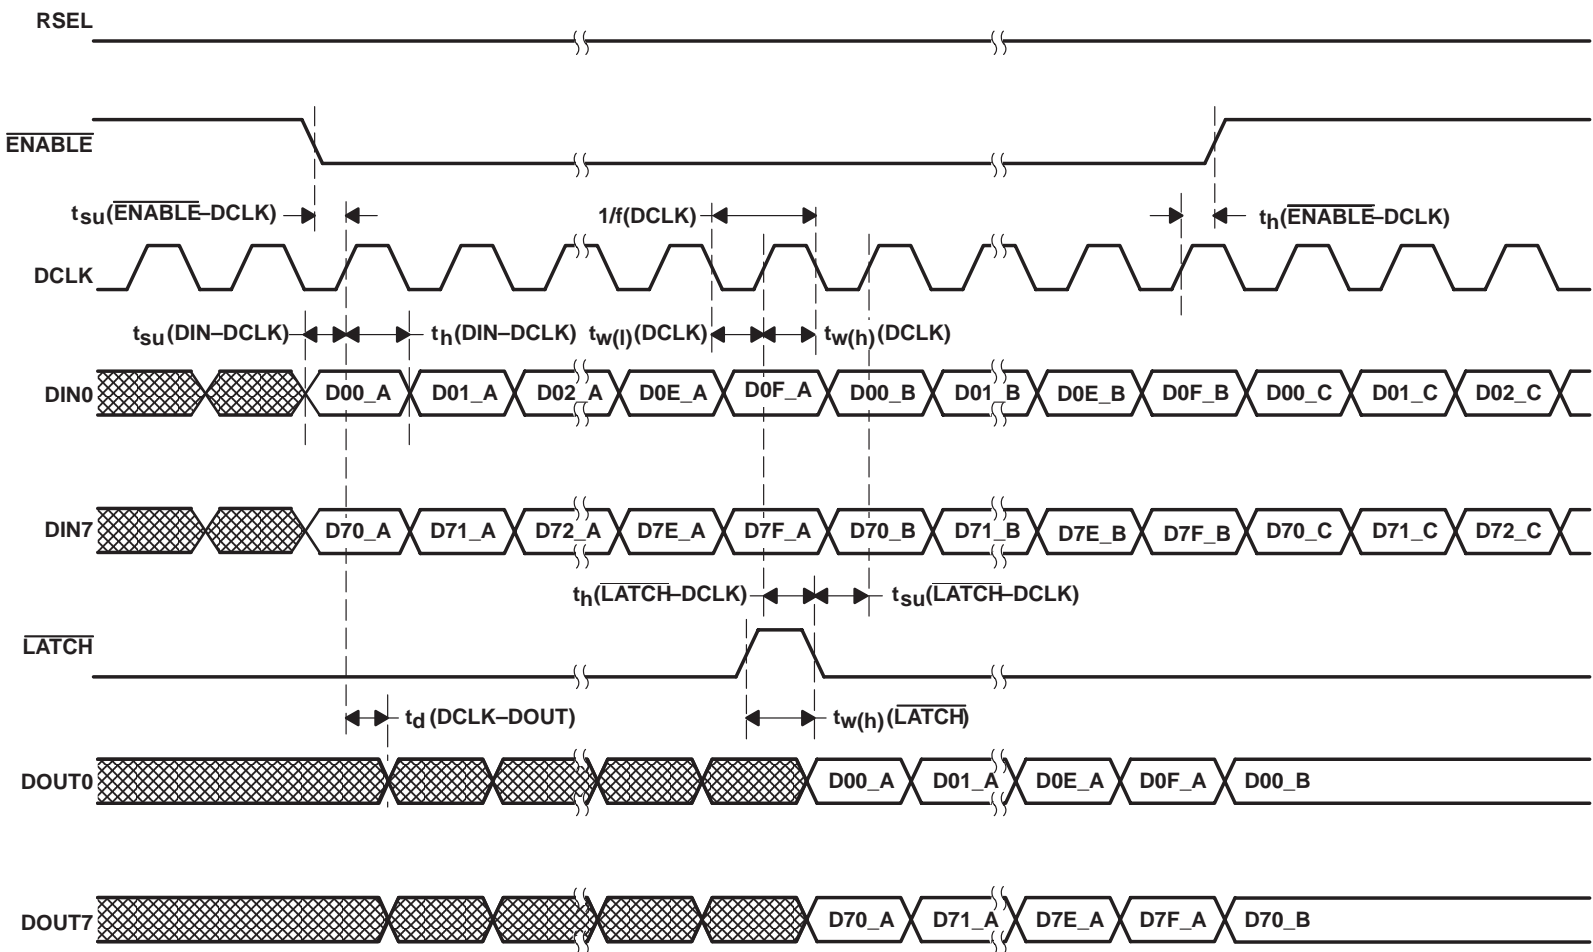 RSEL
ENABLE
tsu(ENABLE–DCLK)
1/f(DCLK)
th(ENABLE–DCLK)
DCLK
tsu(DIN–DCLK)
th(DIN–DCLK)
tw(l)(DCLK)
tw(h)(DCLK)
DIN0 D00_A D01_A D02_A D0E_A D0F_A D00_B D01_B D0E_B D0F_B D00_C D01_C D02_C
DIN7 D70_A D71_A D72_A D7E_A D7F_A D70_B D71_B D7E_B D7F_B D70_C D71_C D72_C
th(LATCH–DCLK)
tsu(LATCH–DCLK)
LATCH
td(DCLK–DOUT)
tw(h)(LATCH)
DOUT0 D00_A D01_A D0E_A D0F_A D00_B
DOUT7 D70_A D71_A D7E_A D7F_A D70_B